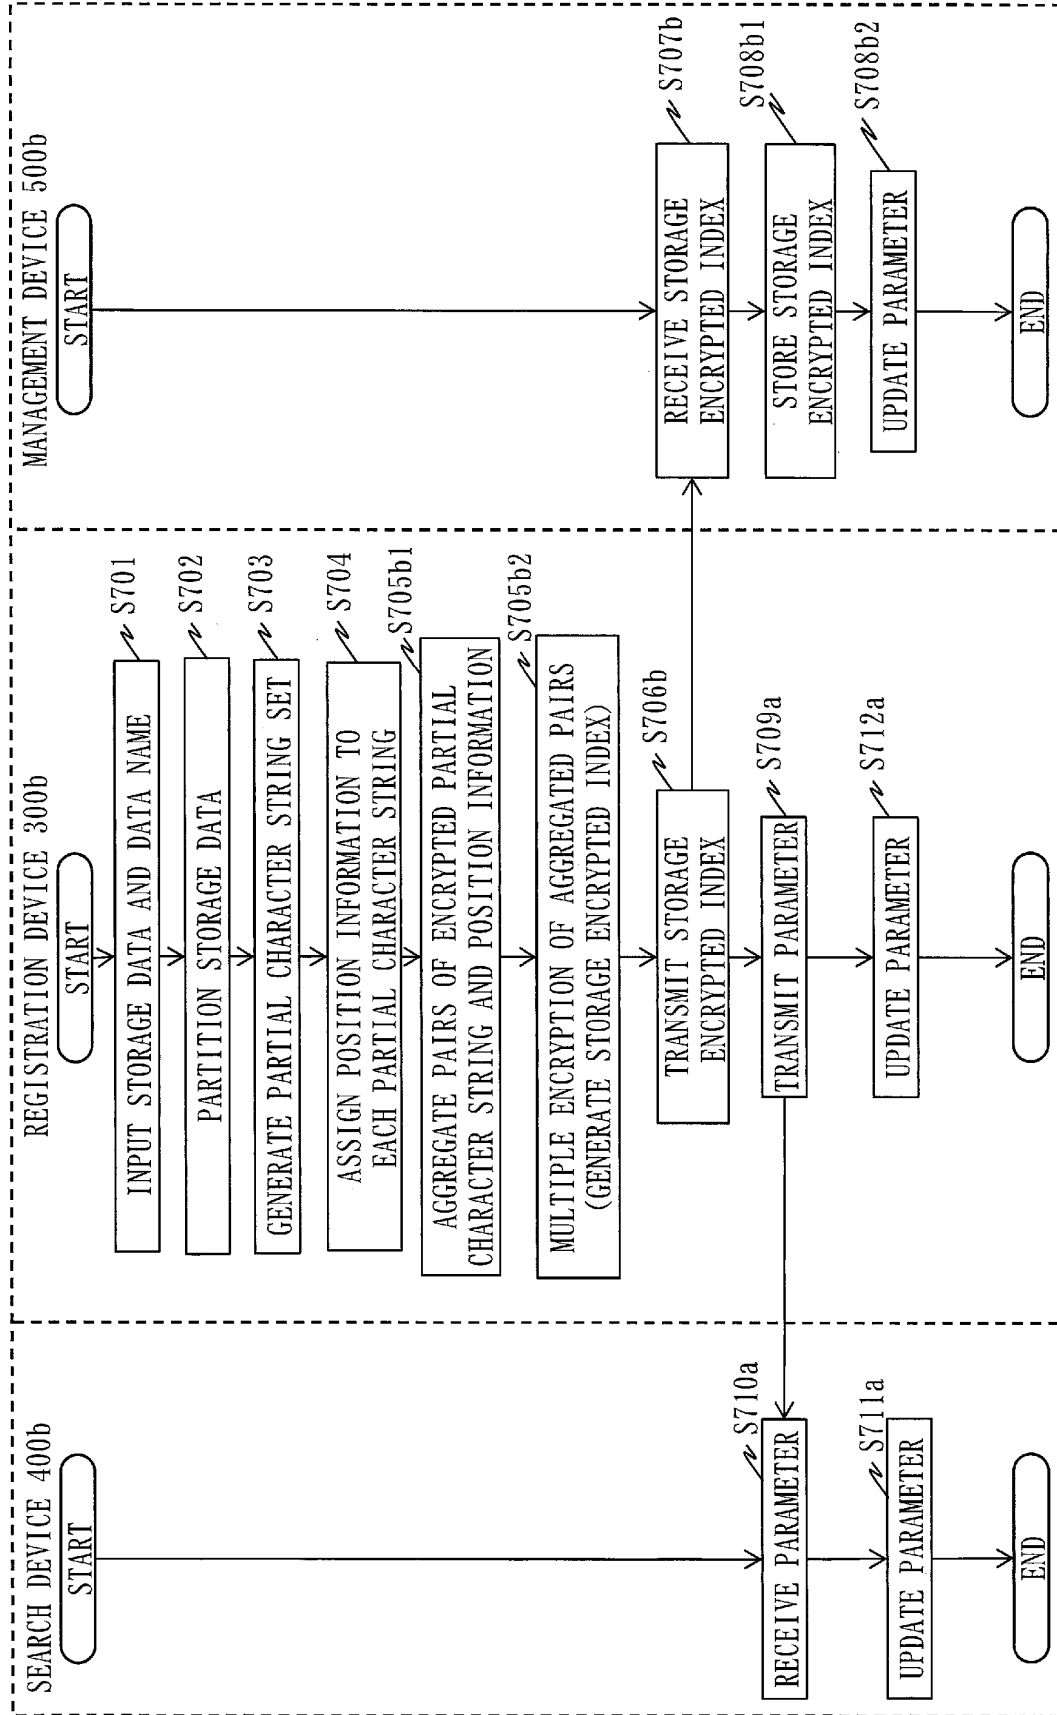 SEARCH DEVICE 400b
START
RECEIVE PARAMETER
S710a
UPDATE PARAMETER
S711a
END
REGISTRATION DEVICE 300b
START
INPUT STORAGE DATA AND DATA NAME
S701
PARTITION STORAGE DATA
S702
GENERATE PARTIAL CHARACTER STRING SET
S703
ASSIGN POSITION INFORMATION TO
EACH PARTIAL CHARACTER STRING
S704
AGGREGATE PAIRS OF ENCRYPTED PARTIAL
CHARACTER STRING AND POSITION INFORMATION
S705b1
MULTIPLE ENCRYPTION OF AGGREGATED PAIRS
(GENERATE STORAGE ENCRYPTED INDEX)
S705b2
TRANSMIT STORAGE
ENCRYPTED INDEX
S706b
TRANSMIT PARAMETER
S709a
UPDATE PARAMETER
S712a
END
MANAGEMENT DEVICE 500b
START
RECEIVE STORAGE
ENCRYPTED INDEX
S707b
STORE STORAGE
ENCRYPTED INDEX
S708b1
UPDATE PARAMETER
S708b2
END